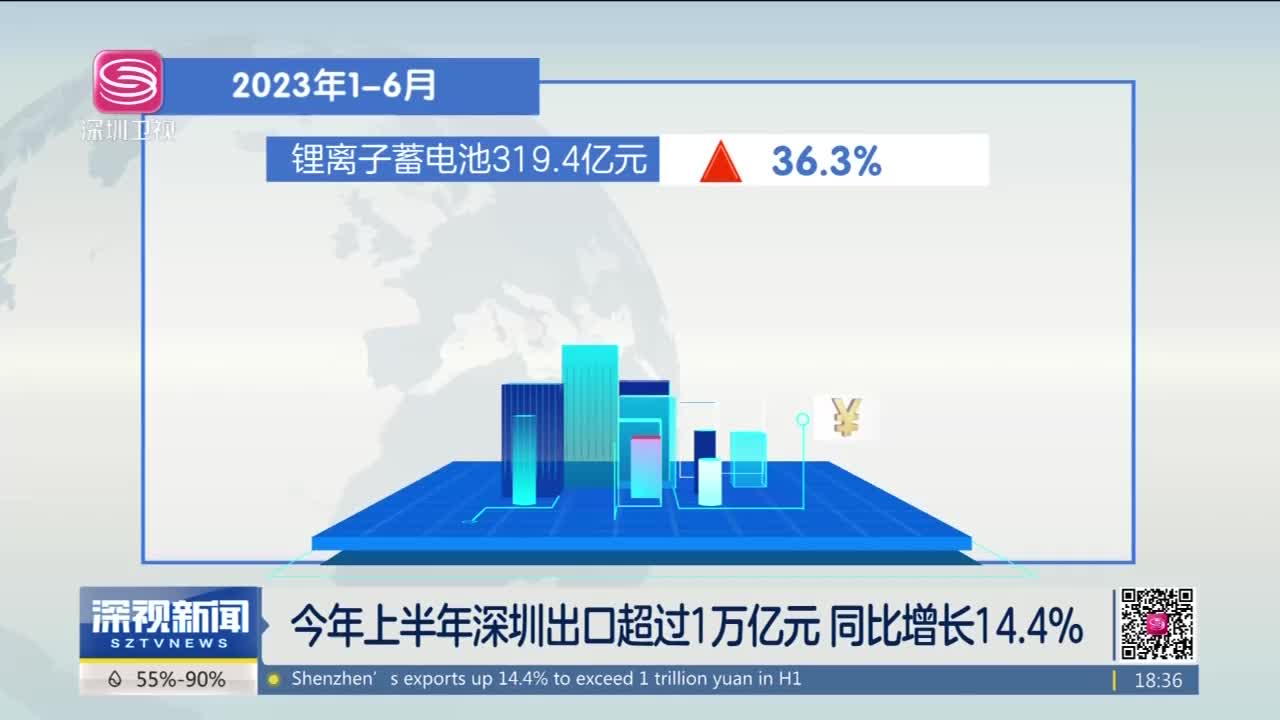 2023年1-6月
深圳卫视
锂离子蓄电池319.4亿元 36.3%
¥
深视新闻
SZTVNEWS
今年上半年深圳出口超过1万亿元 同比增长14.4%
55%-90%
Shenzhen’s exports up 14.4% to exceed 1 trillion yuan in H1
18:36